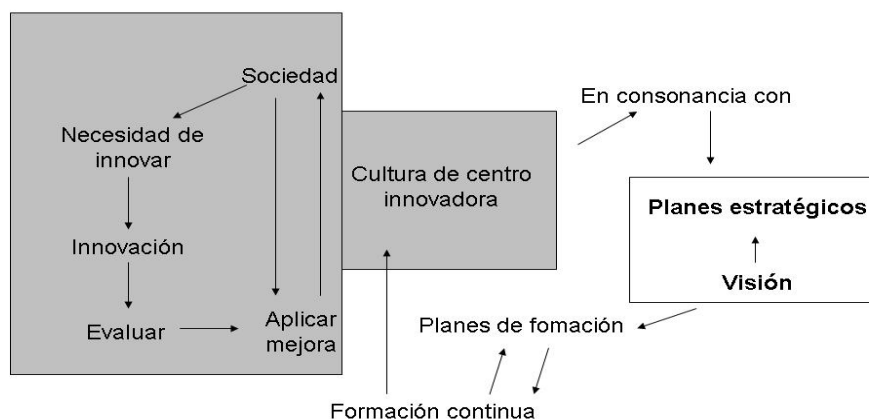 Sociedad
Necesidad de
innovar
Innovación
Evaluar
Aplicar
mejora
Cultura de centro
innovadora
En consonancia con
Planes estratégicos
Visión
Planes de fomación
Formación continua